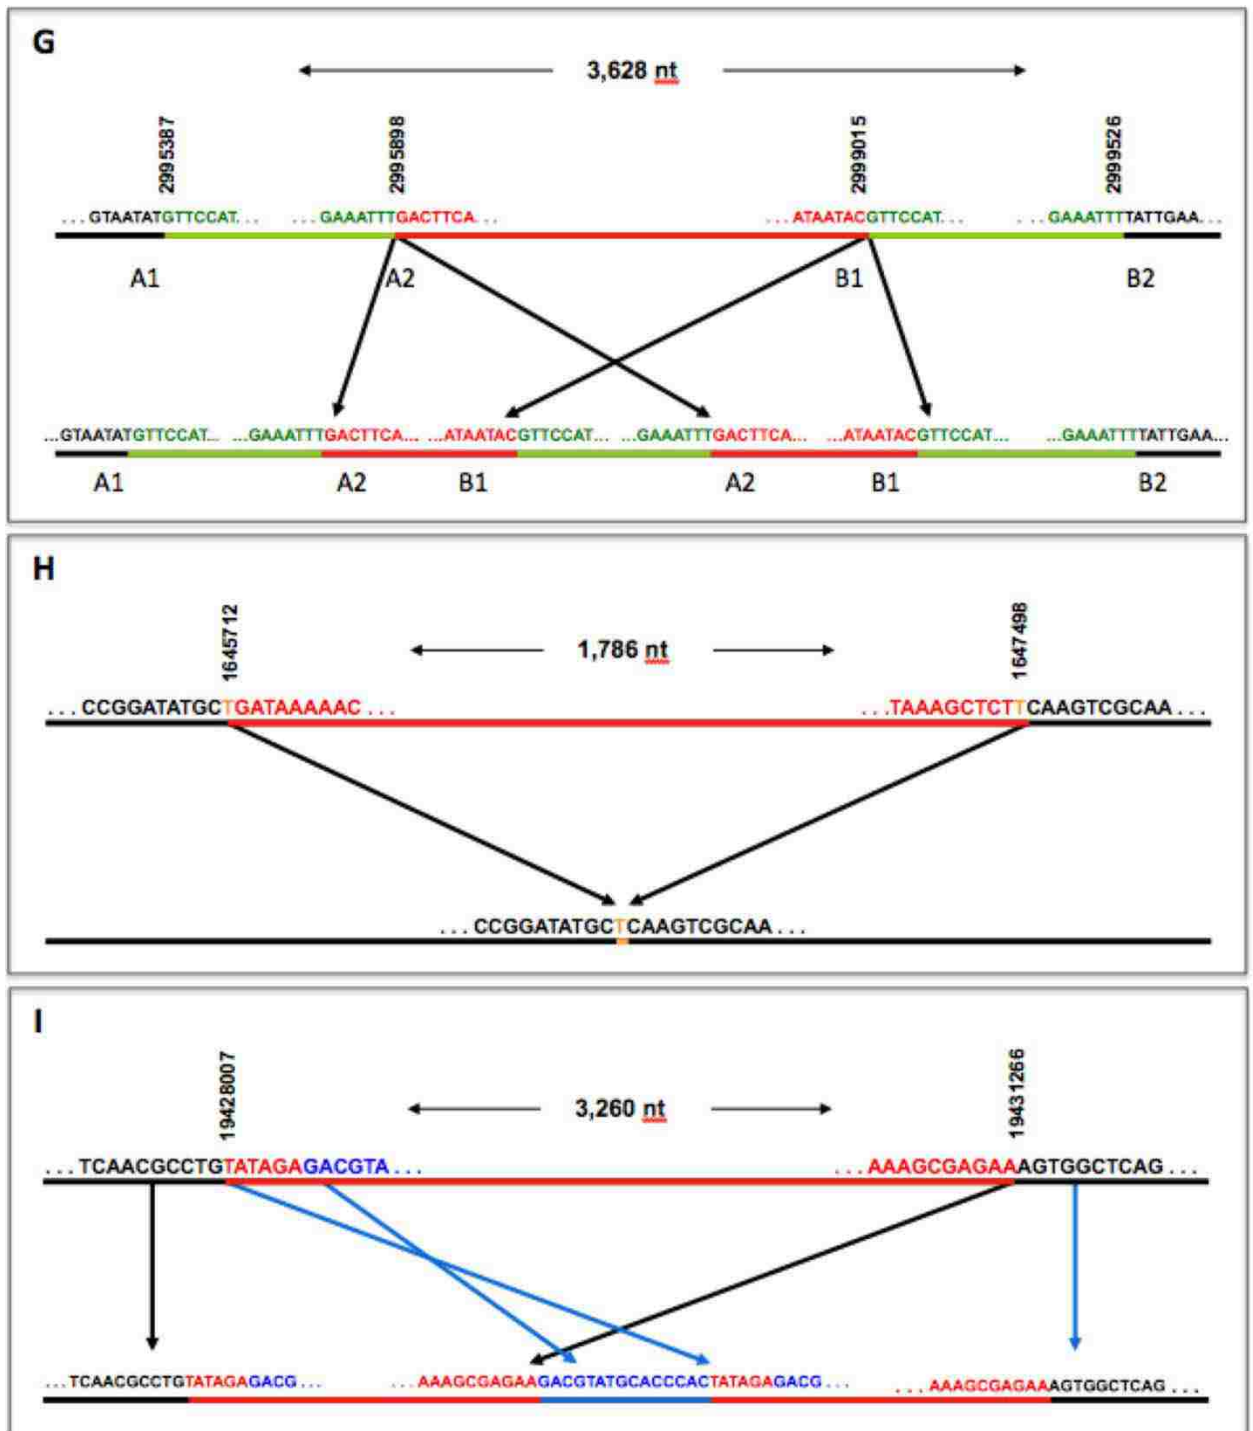 G
3,628 nt
2995387
2995898
2999015
2999526
...GTAATATGTTCCAT... ...GAAATTTGACTTCA... ...ATAATACGTTCCAT... ...GAAATTTTATTGAA...
A1 A2 B1 B2
...GTAATATGTTCCAT... ...GAAATTTGACTTCA... ...ATAATACGTTCCAT... ...GAAATTTGACTTCA... ...ATAATACGTTCCAT... ...GAAATTTTATTGAA...
A1 A2 B1 A2 B1 B2
H
1645712
1,786 nt
1647498
...CCGGATATGCTGATAAAAAC... ...TAAAGCTCTTCAAGTCGCAA...
...CCGGATATGCTCAAGTCGCAA...
I
19428007
3,260 nt
19431266
...TCAACGCCTGTATAGAGACGTA... ...AAAGCGAGAAAGTGGCTCAG...
...TCAACGCCTGTATAGAGACG... ...AAAGCGAGAAGACGTATGCACCCACTATAGAGACG... ...AAAGCGAGAAAGTGGCTCAG...